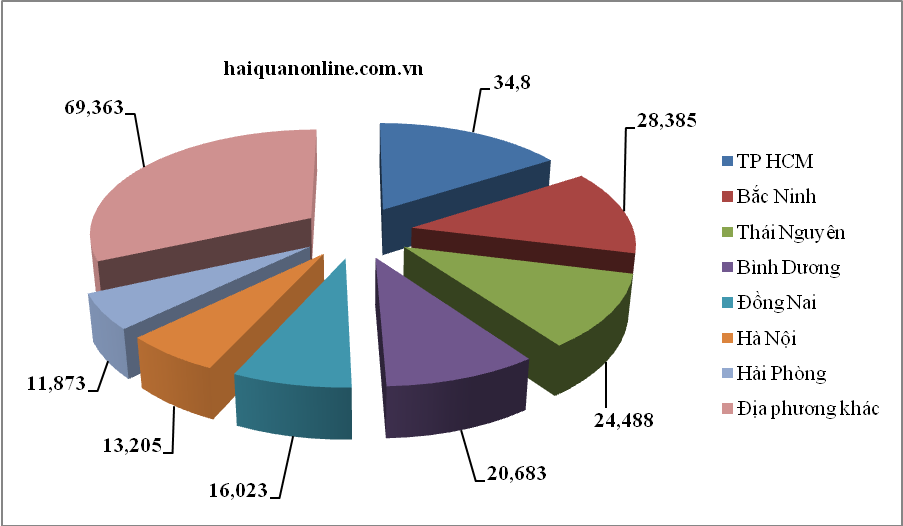 haiquanonline.com.vn
34,8
69,363
28,385
TP HCM
Bắc Ninh
Thái Nguyên
Bình Dương
Đồng Nai
Hà Nội
Hải Phòng
Địa phương khác
11,873
24,488
13,205
20,683
16,023